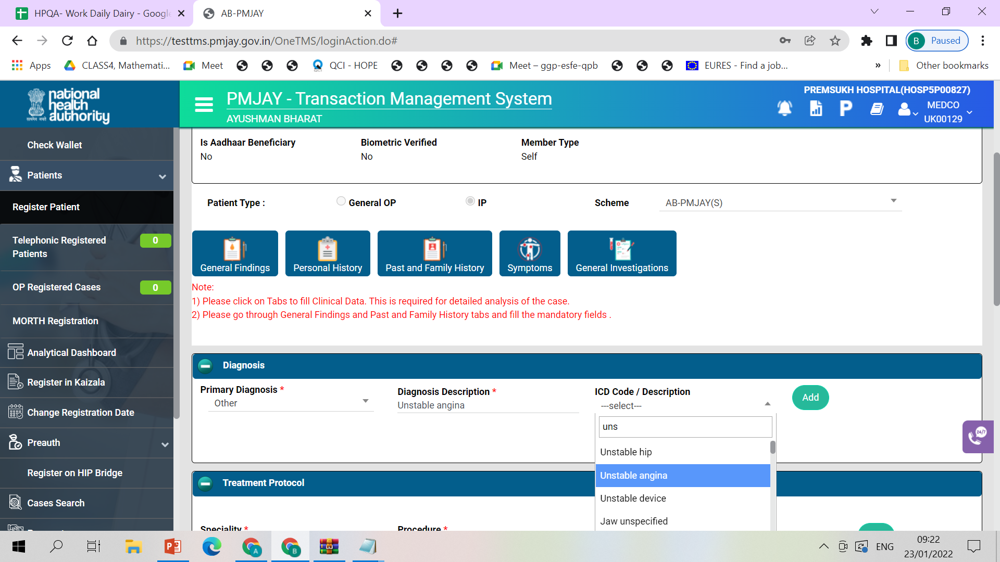 HPQA- Work Daily Dairy - Google
AB-PMJAY
https://testtms.pmjay.gov.in/OneTMS/loginAction.do#
B Paused
Apps
CLASS4, Mathemati...
Meet
QCI - HOPE
Meet – ggp-esfe-qpb
EURES - Find a job...
»
Other bookmarks
national
health
authority
सत्यमेव जयते
PMJAY - Transaction Management System
AYUSHMAN BHARAT
PREMSUKH HOSPITAL(HOSP5P00827)
P
MEDCO
UK00129
Check Wallet
Patients
Register Patient
Telephonic Registered
Patients
0
OP Registered Cases
0
MORTH Registration
Analytical Dashboard
Register in Kaizala
Change Registration Date
Preauth
Register on HIP Bridge
Cases Search
Is Aadhaar Beneficiary
No
Biometric Verified
No
Member Type
Self
Patient Type :
General OP
IP
Scheme
AB-PMJAY(S)
General Findings
Personal History
Past and Family History
Symptoms
General Investigations
Note:
1) Please click on Tabs to fill Clinical Data. This is required for detailed analysis of the case.
2) Please go through General Findings and Past and Family History tabs and fill the mandatory fields .
Diagnosis
Primary Diagnosis *
Other
Diagnosis Description *
Unstable angina
ICD Code / Description
---select---
Add
uns
Unstable hip
Unstable angina
Unstable device
Jaw unspecified
24/7
Treatment Protocol
Speciality *
Procedure *
A
B
ENG
09:22
23/01/2022